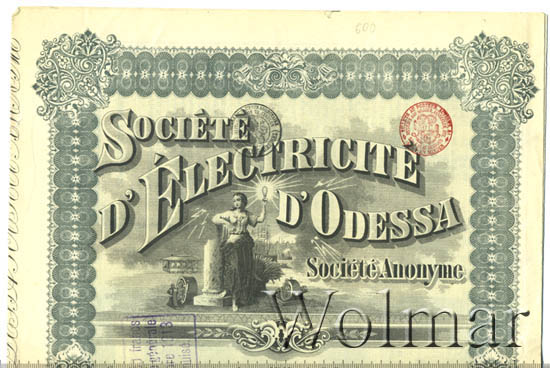 600
SOCIÉTÉ
D'ÉLECTRICITÉ
D'ODESSA
Société Anonyme
Wolmar